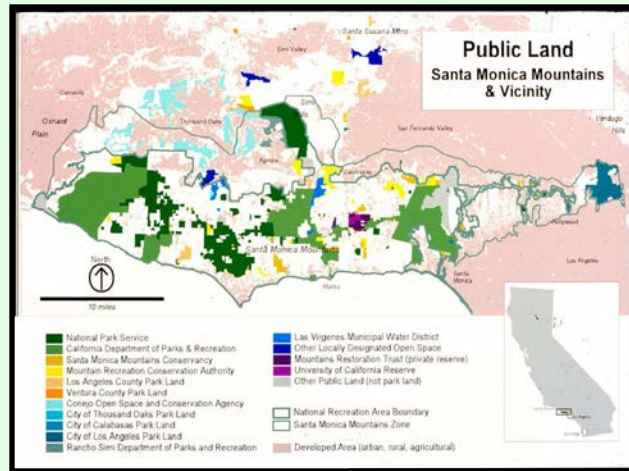 Public Land
Santa Monica Mountains
& Vicinity
Santa Susana Mtns
Simi Valley
Camarillo
Oxnard
Plain
Thousand Oaks
Simi
Hills
Agoura
Calabasas
San Fernando Valley
Verdugo
Hills
Hollywood
Santa Monica Mountains
Los Angeles
Santa
Monica
Malibu
North
10 miles
National Park Service
California Department of Parks & Recreation
Santa Monica Mountains Conservancy
Mountain Recreation Conservation Authority
Los Angeles County Park Land
Ventura County Park Land
Conejo Open Space and Conservation Agency
City of Thousand Oaks Park Land
City of Calabasas Park Land
City of Los Angeles Park Land
Rancho Simi Department of Parks and Recreation
Las Virgenes Municipal Water District
Other Locally Designated Open Space
Mountains Restoration Trust (private reserve)
University of California Reserve
Other Public Land (not park land)
National Recreation Area Boundary
Santa Monica Mountains Zone
Developed Area (urban, rural, agricultural)